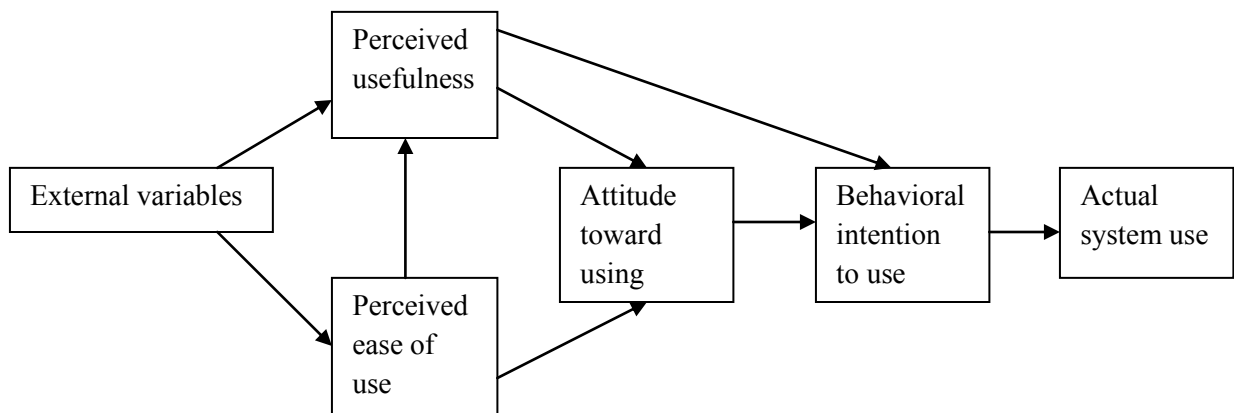 Perceived
usefulness
External variables
Perceived
ease of
use
Attitude
toward
using
Behavioral
intention
to use
Actual
system use